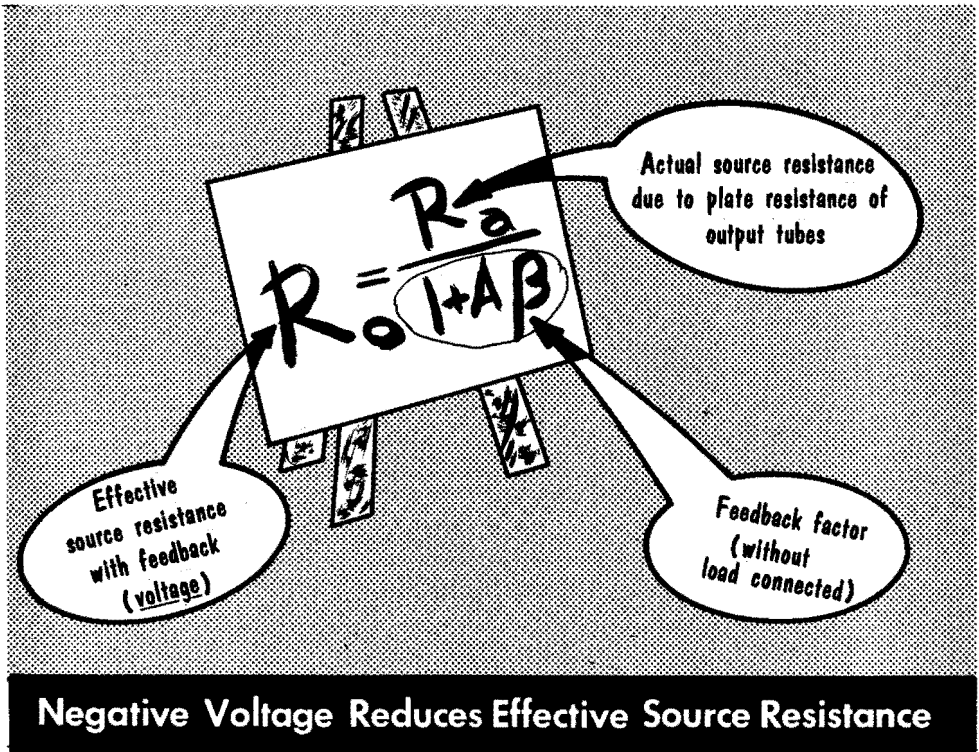 Actual source resistance
due to plate resistance of
output tubes
Ra
Ro =
1+Aβ
Effective
source resistance
with feedback
(voltage)
Feedback factor
(without
load connected)
Negative Voltage Reduces Effective Source Resistance